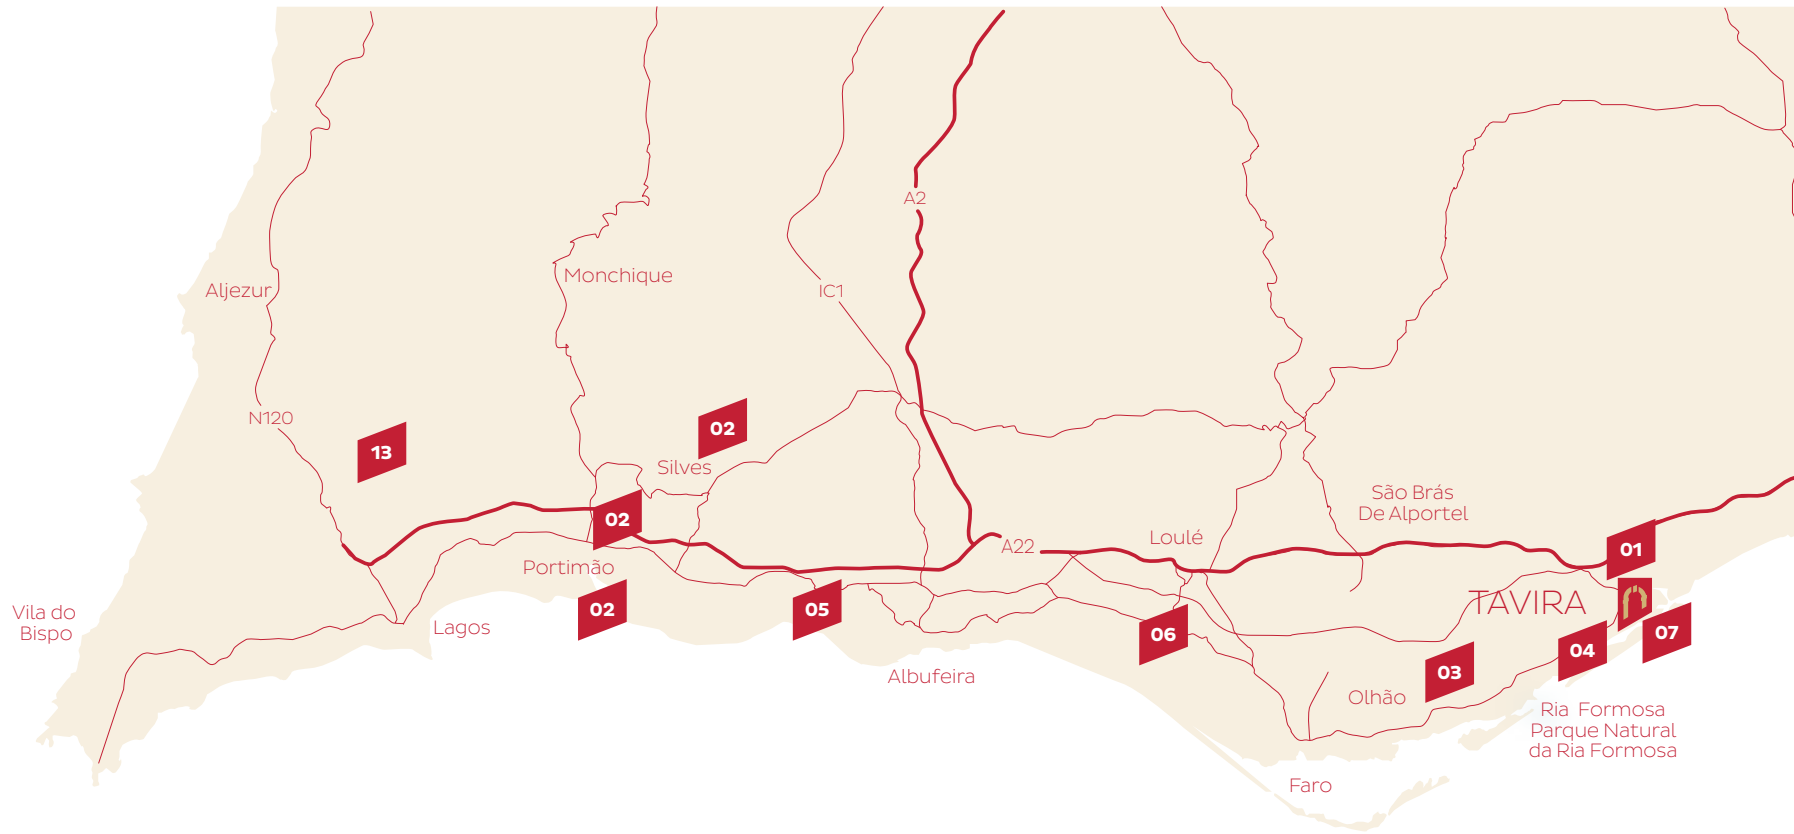 A2
Monchique
Aljezur
IC1
N120
02
13
Silves
São Brás
De Alportel
02
Loulé
A22
01
Portimão
TAVIRA
02
05
Vila do
Bispo
Lagos
06
07
04
03
Albufeira
Olhão
Ria Formosa
Parque Natural
da Ria Formosa
Faro